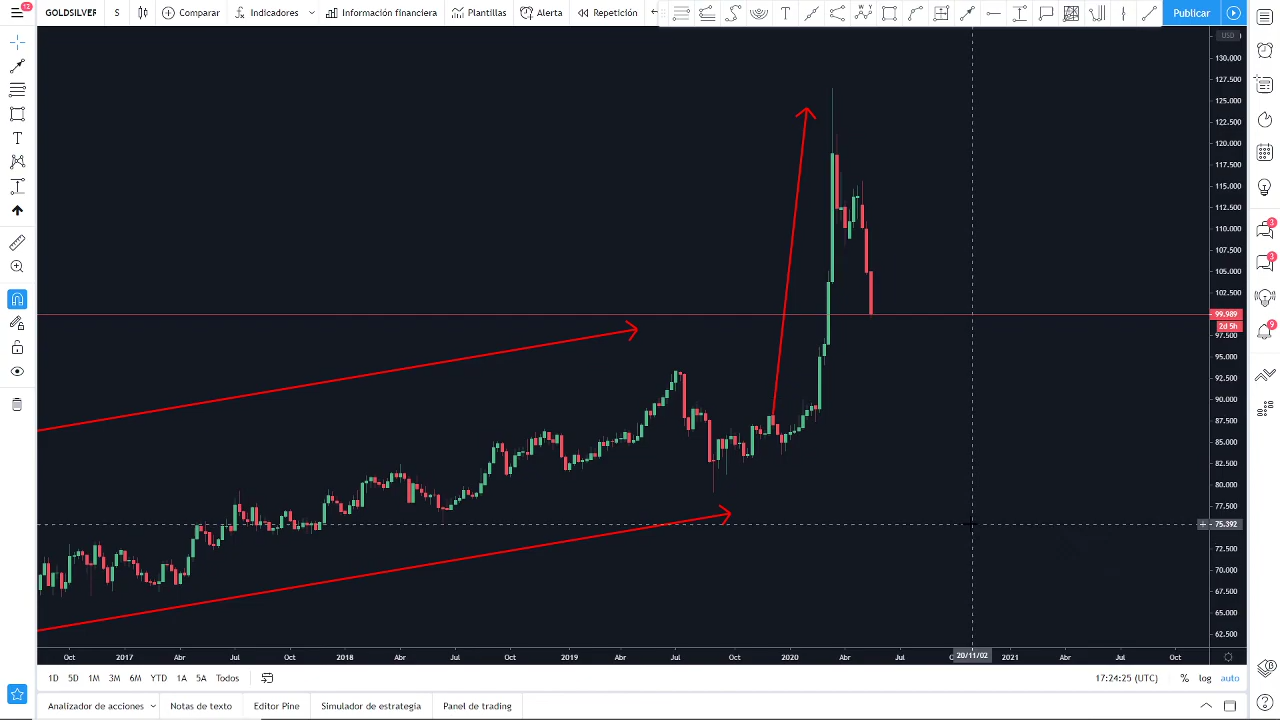 12
GOLDSILVER
S
Comparar
Indicadores
Información financiera
Plantillas
Alerta
Repetición
T
Publicar
USD
130.000
127.500
125.000
122.500
120.000
117.500
115.000
112.500
110.000
107.500
105.000
102.500
99.989
2d 5h
97.500
95.000
92.500
90.000
87.500
85.000
82.500
80.000
77.500
75.392
72.500
70.000
67.500
65.000
62.500
3
3
9
Oct 2017 Abr Jul Oct 2018 Abr Jul Oct 2019 Abr Jul Oct 2020 Abr Jul 20/11/02 2021 Abr Jul Oct
1D 5D 1M 3M 6M YTD 1A 5A Todos
17:24:25 (UTC) % log auto
Analizador de acciones Notas de texto Editor Pine Simulador de estrategia Panel de trading